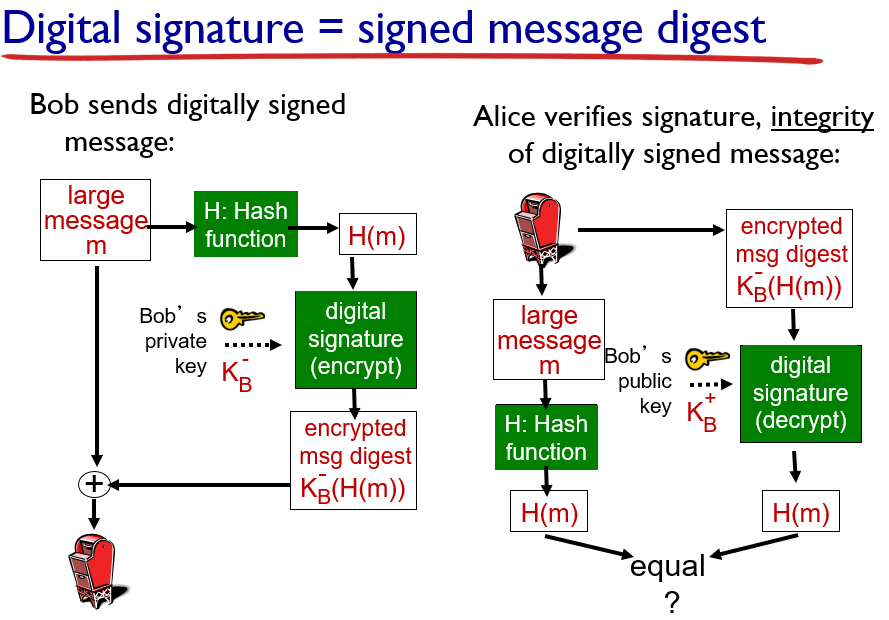 Digital signature = signed message digest
Bob sends digitally signed
message:
large
message
m
H: Hash
function
H(m)
Bob’s
private
key
K_B^-
digital
signature
(encrypt)
encrypted
msg digest
K_B^-(H(m))
+
Alice verifies signature, integrity
of digitally signed message:
encrypted
msg digest
K_B^-(H(m))
large
message
m
Bob’s
public
key
K_B^+
digital
signature
(decrypt)
H: Hash
function
H(m)
H(m)
equal
?